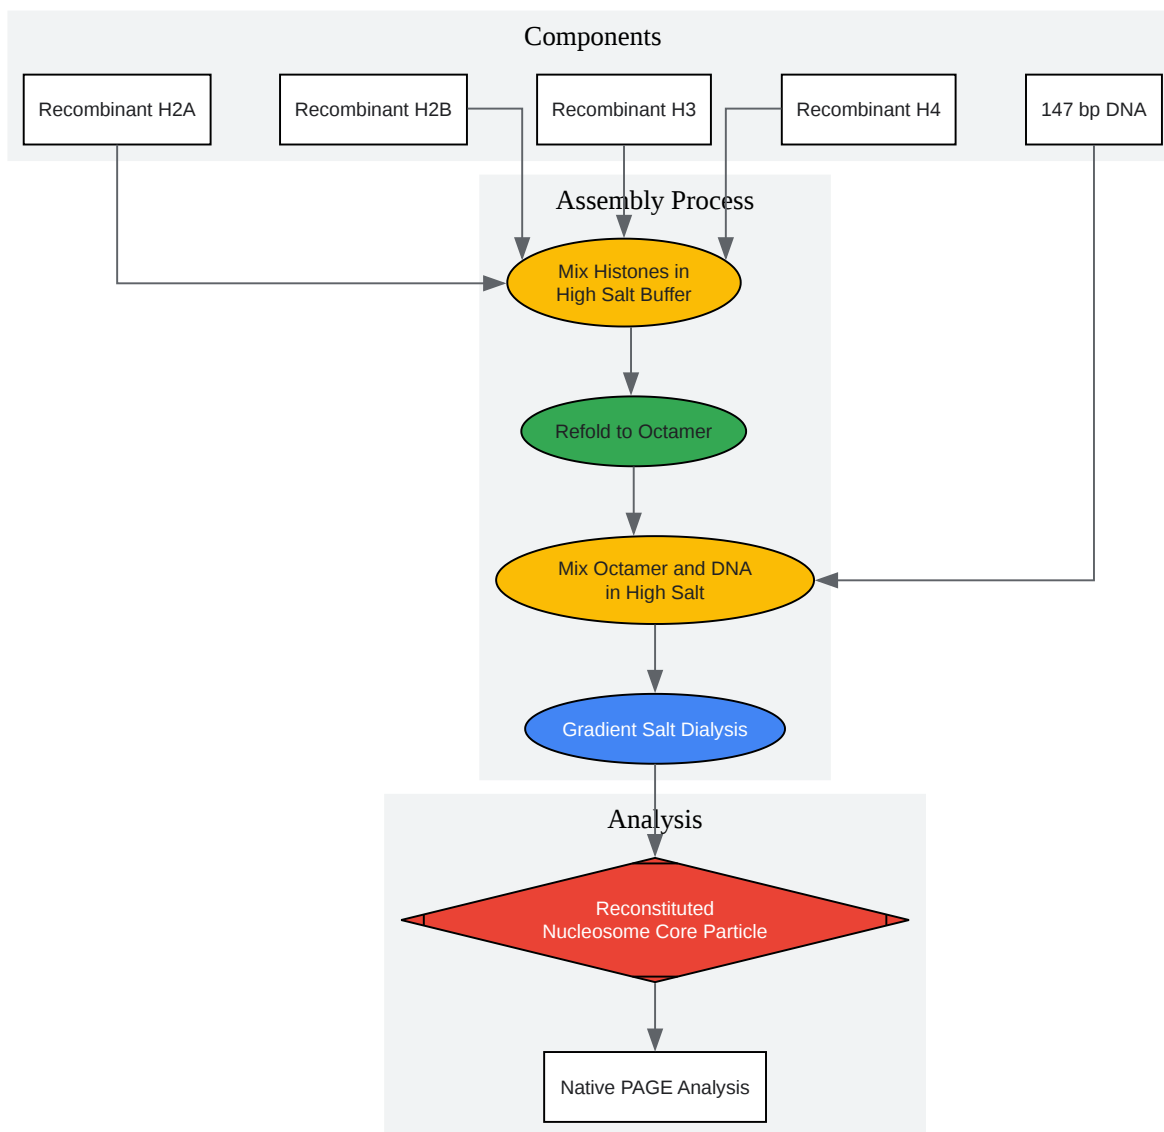 Components
Recombinant H2A
Recombinant H2B
Recombinant H3
Recombinant H4
147 bp DNA
Assembly Process
Mix Histones in
High Salt Buffer
Refold to Octamer
Mix Octamer and DNA
in High Salt
Gradient Salt Dialysis
Analysis
Reconstituted
Nucleosome Core Particle
Native PAGE Analysis